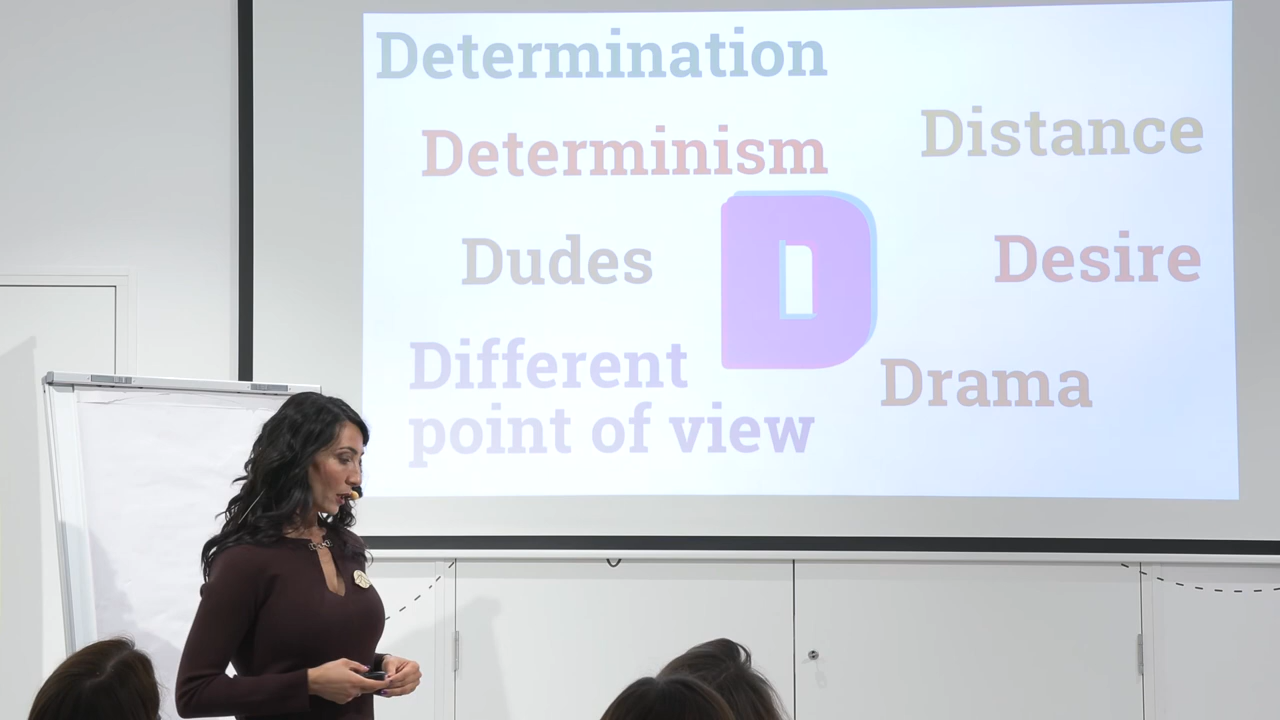 Determination
Determinism
Distance
Dudes
D
Desire
Different
point of view
Drama